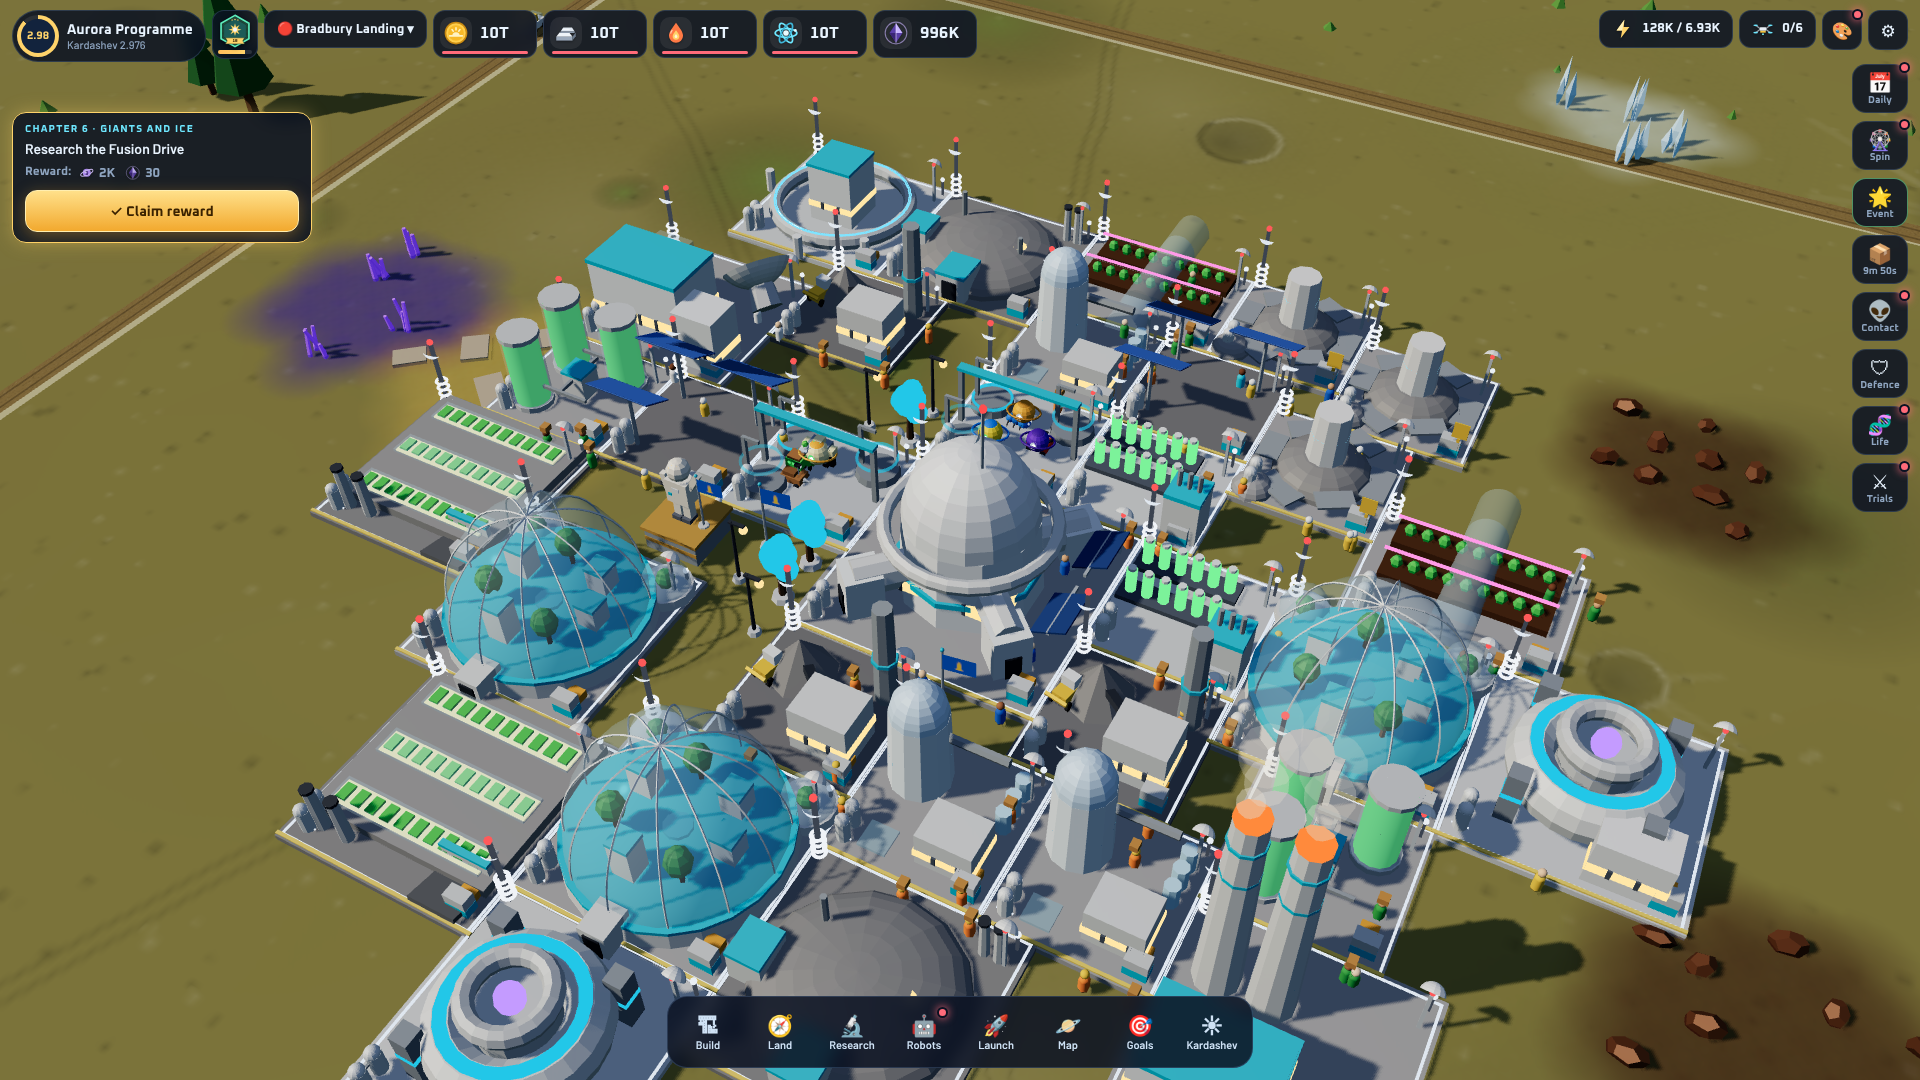 2.98
Aurora Programme
Kardashev 2.976
Bradbury Landing ▾
10T
10T
10T
10T
996K
128K / 6.93K
0/6
CHAPTER 6 · GIANTS AND ICE
Research the Fusion Drive
Reward: 2K 30
✓ Claim reward
17
Daily
Spin
Event
9m 50s
Contact
Defence
Life
Trials
Build
Land
Research
Robots
Launch
Map
Goals
Kardashev